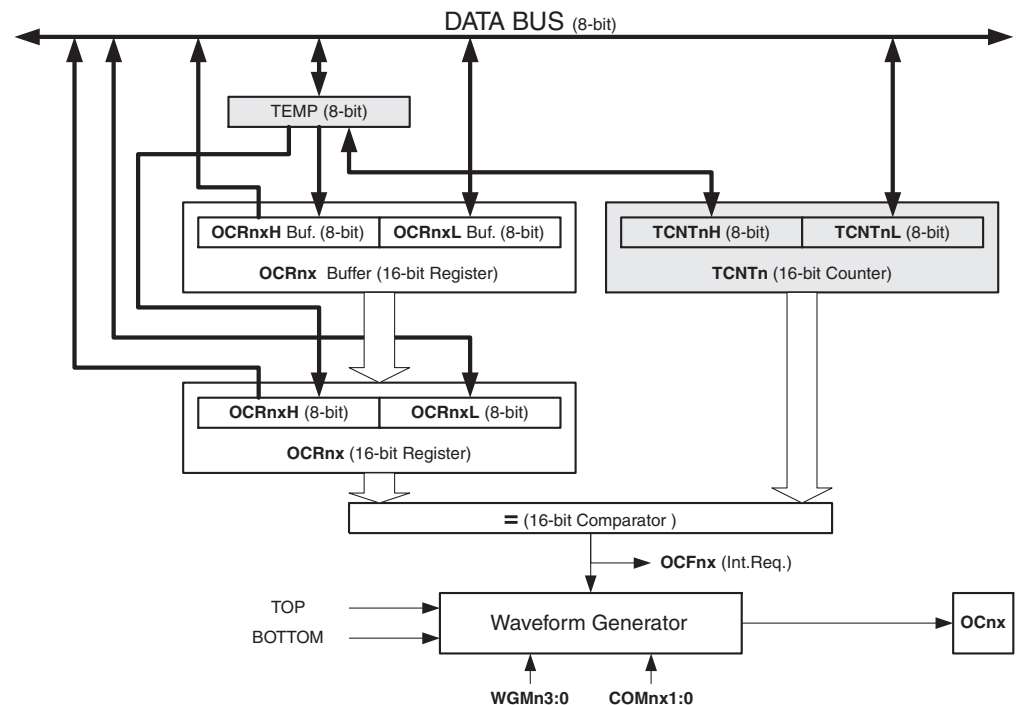 DATA BUS (8-bit)
TEMP (8-bit)
OCRnxH Buf. (8-bit) OCRnxL Buf. (8-bit)
OCRnx Buffer (16-bit Register)
TCNTnH (8-bit) TCNTnL (8-bit)
TCNTn (16-bit Counter)
OCRnxH (8-bit) OCRnxL (8-bit)
OCRnx (16-bit Register)
= (16-bit Comparator )
OCFnx (Int.Req.)
TOP
BOTTOM
Waveform Generator
OCnx
WGMn3:0 COMnx1:0